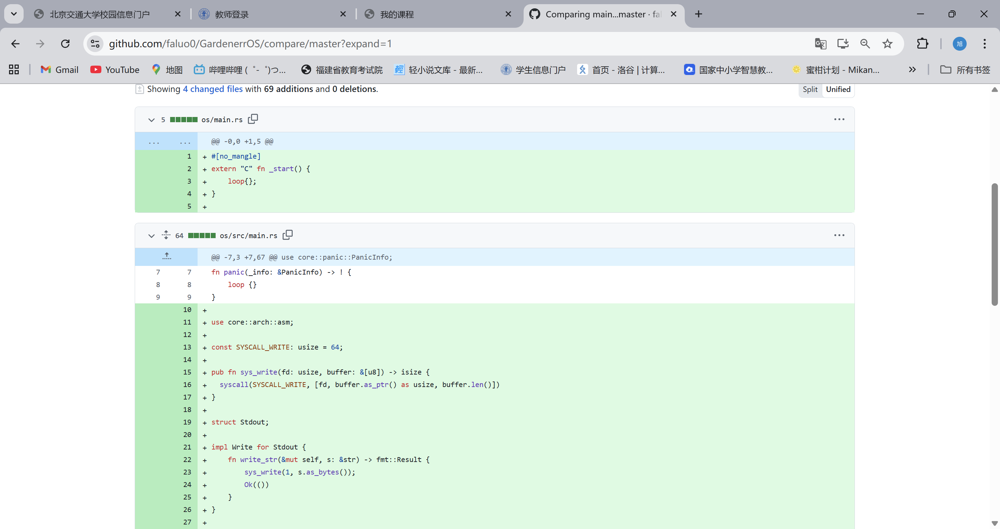 北京交通大学校园信息门户
教师登录
我的课程
Comparing main...master · fal
github.com/faluo0/GardenerrOS/compare/master?expand=1
旭
Gmail
YouTube
地图
哔哩哔哩 ( ゜- ゜)つ...
福建省教育考试院
輕 轻小说文库 - 最新...
学生信息门户
首页 - 洛谷 | 计算...
国家中小学智慧教...
蜜柑计划 - Mikan...
所有书签
Showing 4 changed files with 69 additions and 0 deletions.
Split Unified
5 os/main.rs
... ... @@ -0,0 +1,5 @@
1 + #[no_mangle]
2 + extern "C" fn _start() {
3 +     loop{};
4 + }
5 +
64 os/src/main.rs
@@ -7,3 +7,67 @@ use core::panic::PanicInfo;
7 7 fn panic(_info: &PanicInfo) -> ! {
8 8     loop {}
9 9 }
10 +
11 + use core::arch::asm;
12 +
13 + const SYSCALL_WRITE: usize = 64;
14 +
15 + pub fn sys_write(fd: usize, buffer: &[u8]) -> isize {
16 +   syscall(SYSCALL_WRITE, [fd, buffer.as_ptr() as usize, buffer.len()])
17 + }
18 +
19 + struct Stdout;
20 +
21 + impl Write for Stdout {
22 +     fn write_str(&mut self, s: &str) -> fmt::Result {
23 +         sys_write(1, s.as_bytes());
24 +         Ok(())
25 +     }
26 + }
27 +